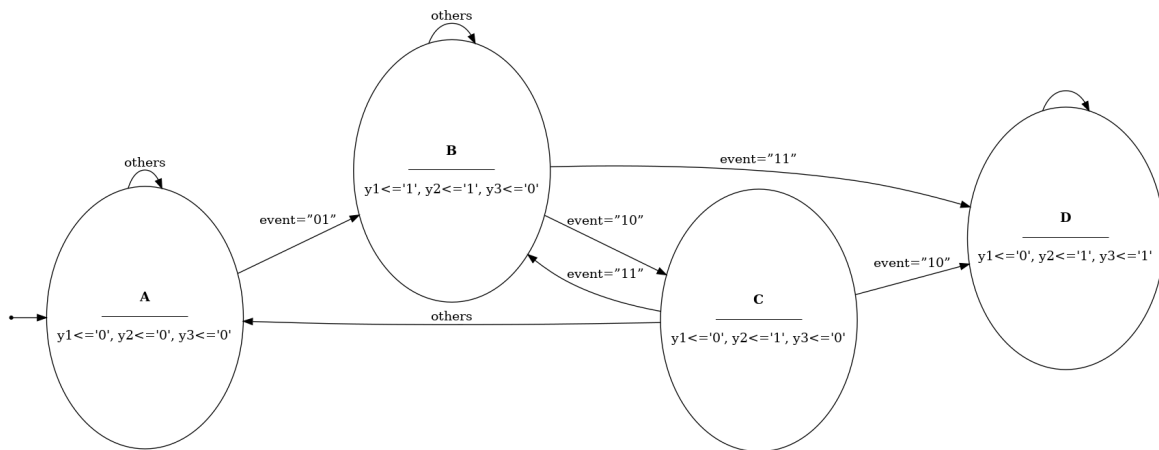 others
A
y1<='0', y2<='0', y3<='0'
event=”01”
others
B
y1<='1', y2<='1', y3<='0'
event=”11”
event=”10”
event=”11”
others
C
y1<='0', y2<='1', y3<='0'
event=”10”
D
y1<='0', y2<='1', y3<='1'